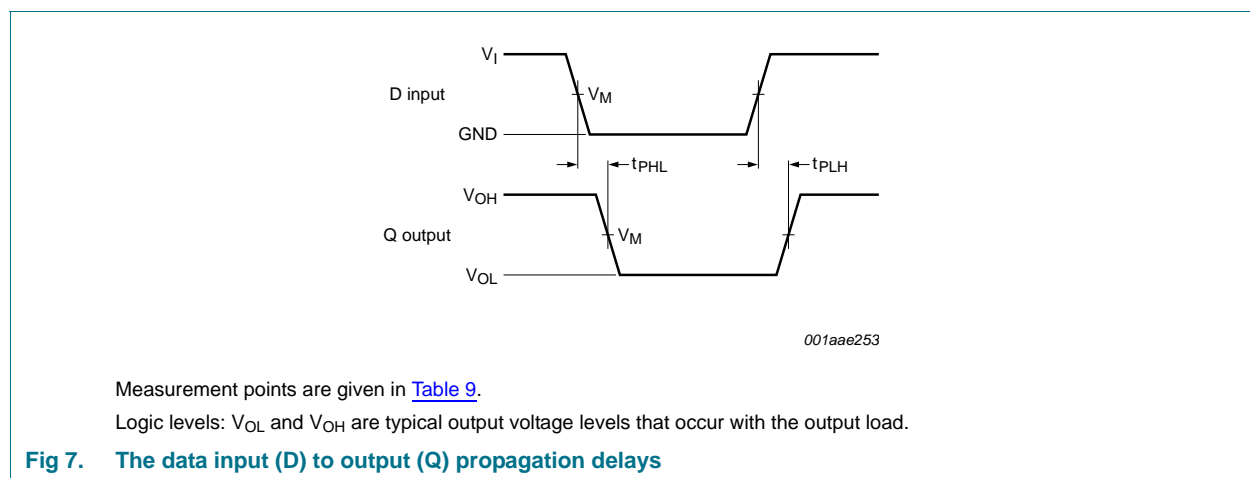 VI
D input
VM
GND
tPHL
tPLH
VOH
Q output
VM
VOL
001aae253
Measurement points are given in Table 9.
Logic levels: VOL and VOH are typical output voltage levels that occur with the output load.
Fig 7. The data input (D) to output (Q) propagation delays